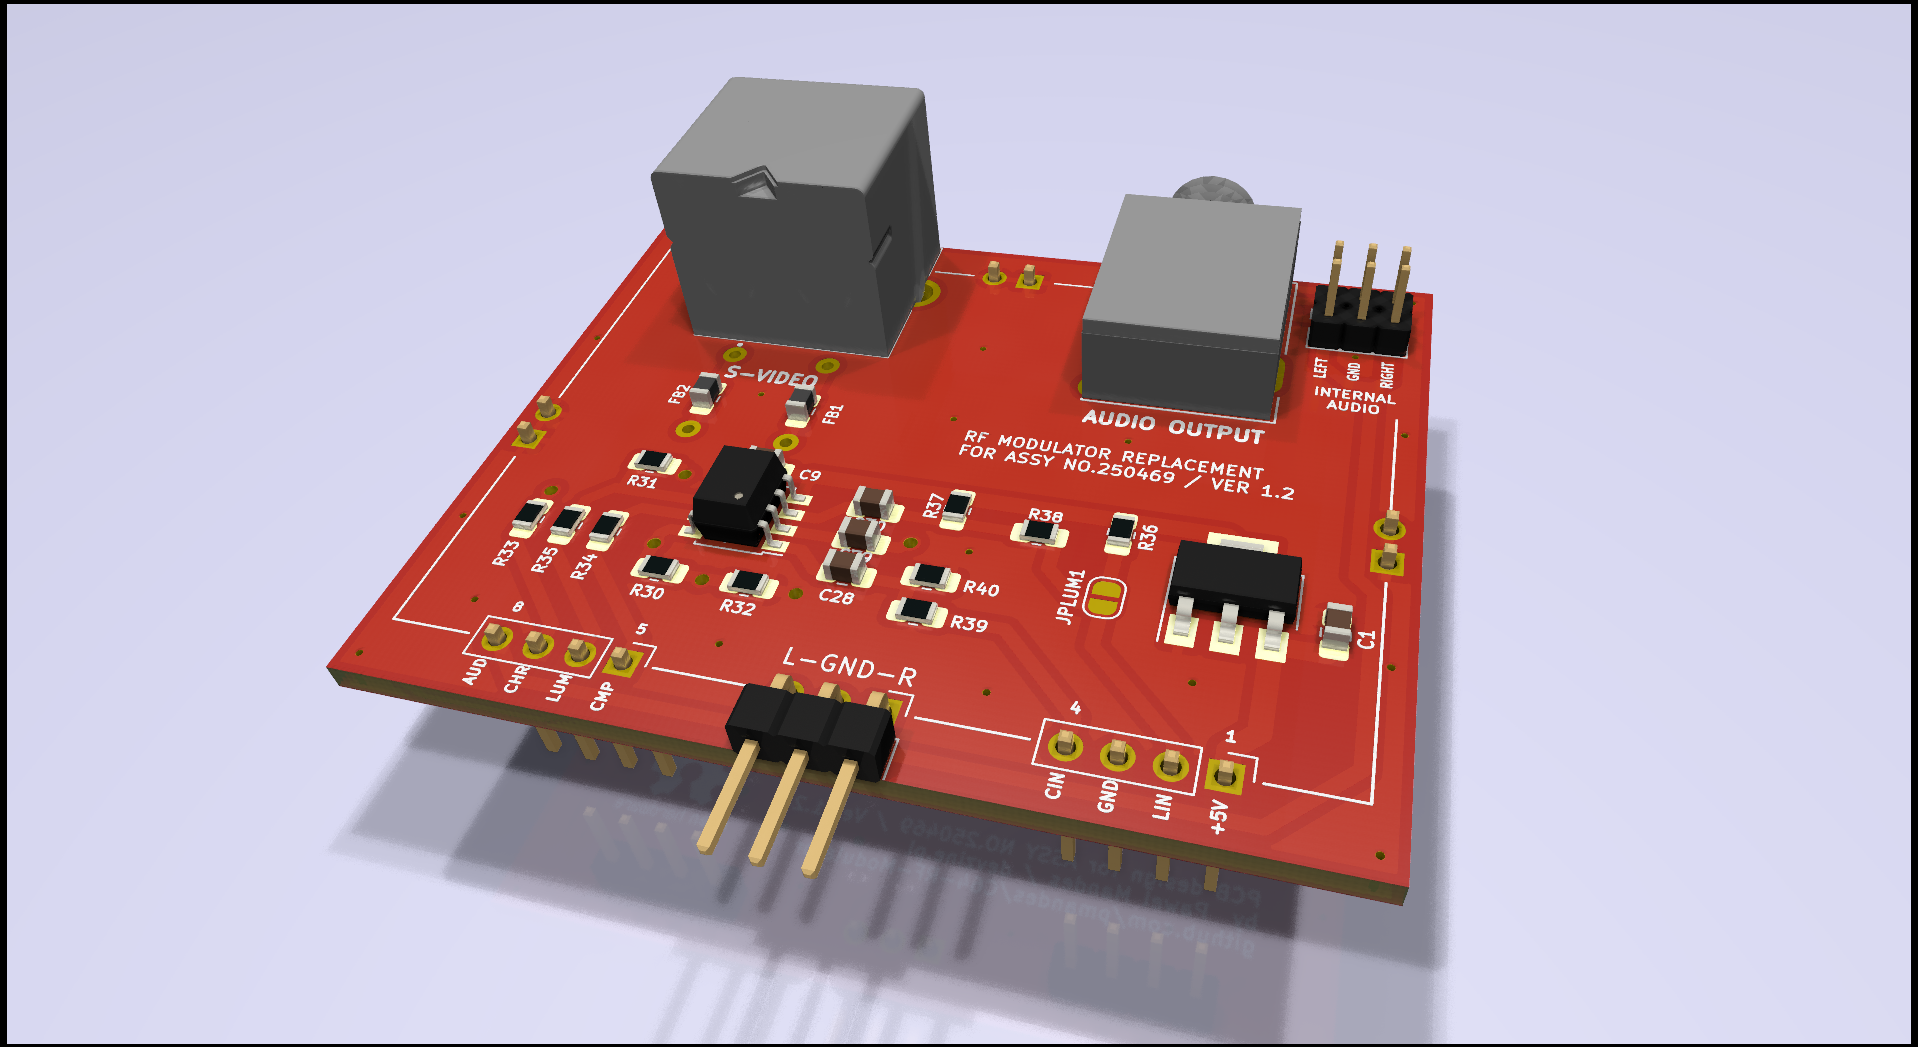 S-VIDEO
FB2
FB1
LEFT
GND
RIGHT
INTERNAL
AUDIO
AUDIO OUTPUT
RF MODULATOR REPLACEMENT
FOR ASSY NO.250469 / VER 1.2
R31
C9
R37
R38
R36
R33
R35
R34
R30
R32
C28
R40
R39
JPLUM1
C1
8
5
AUD
CHR
LUM
CMP
L-GND-R
4
1
CIN
GND
LIN
+5V